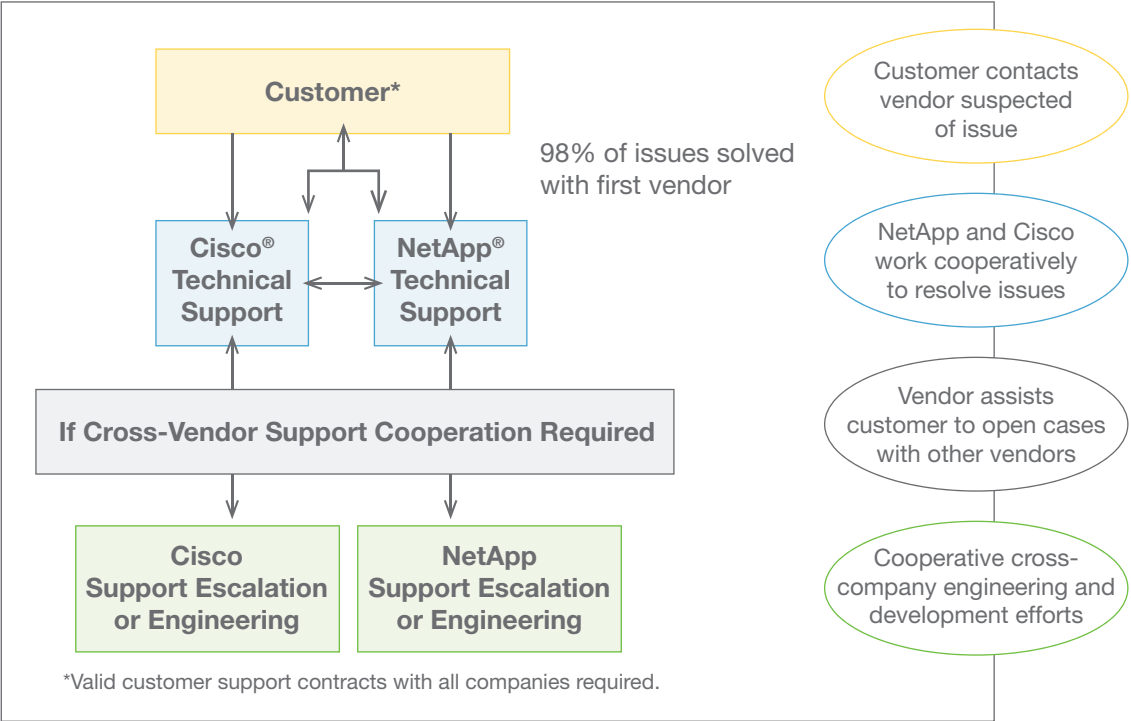 Customer*
98% of issues solved
with first vendor
Cisco®
Technical
Support
NetApp®
Technical
Support
If Cross-Vendor Support Cooperation Required
Cisco
Support Escalation
or Engineering
NetApp
Support Escalation
or Engineering
*Valid customer support contracts with all companies required.
Customer contacts
vendor suspected
of issue
NetApp and Cisco
work cooperatively
to resolve issues
Vendor assists
customer to open cases
with other vendors
Cooperative cross-
company engineering and
development efforts